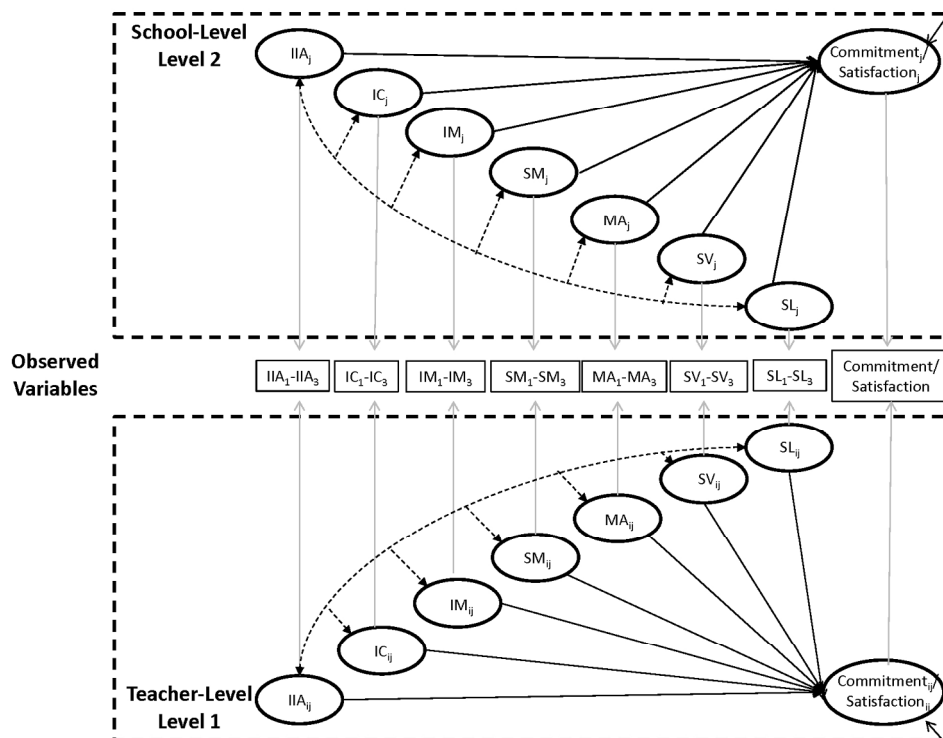 School-Level
Level 2
IIAj
Commitmentj/
Satisfactionj
ICj
IMj
SMj
MAj
SVj
SLj
Observed
Variables
IIA1-IIA3
IC1-IC3
IM1-IM3
SM1-SM3
MA1-MA3
SV1-SV3
SL1-SL3
Commitment/
Satisfaction
SLij
SVij
MAij
SMij
IMij
ICij
Teacher-Level
Level 1
IIAij
Commitmentij/
Satisfactionij